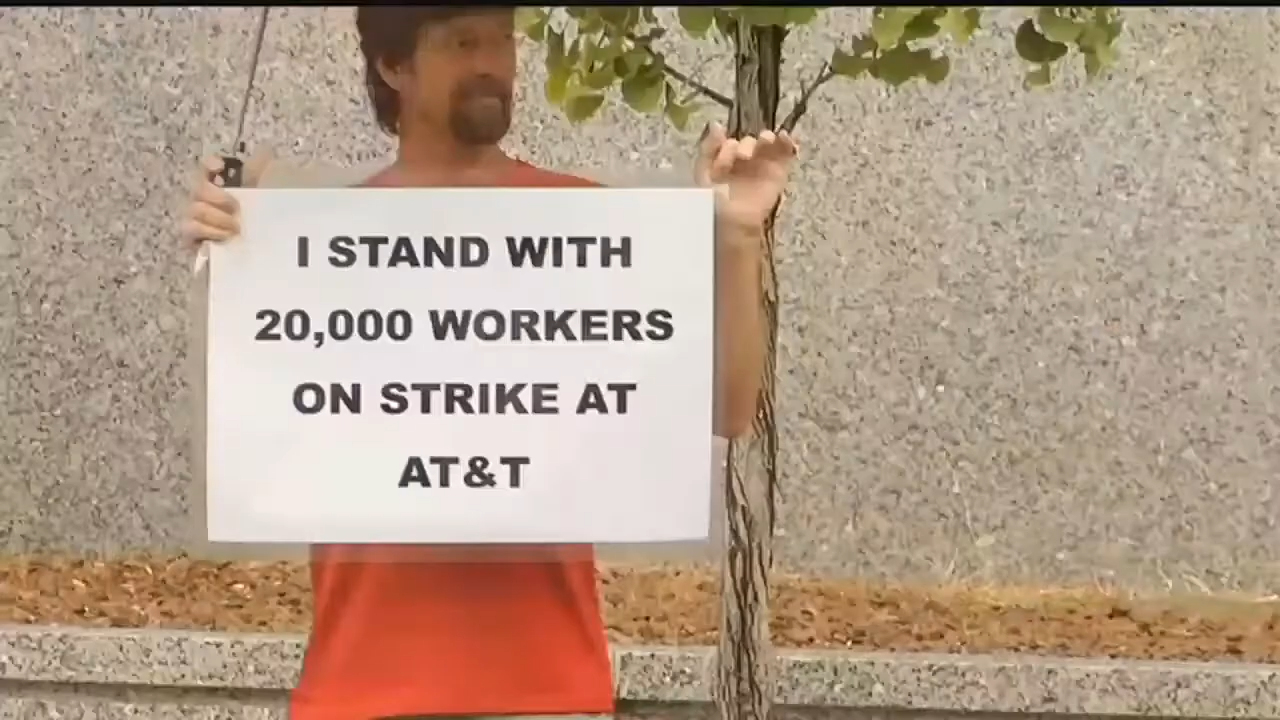 I STAND WITH
20,000 WORKERS
ON STRIKE AT
AT&T